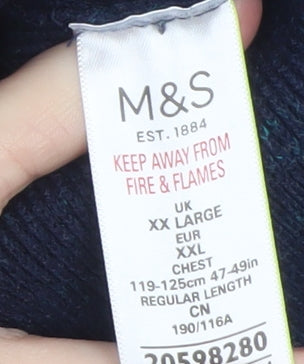 M&S
EST. 1884
KEEP AWAY FROM
FIRE & FLAMES
UK
XX LARGE
EUR
XXL
CHEST
119-125cm 47-49in
REGULAR LENGTH
CN
190/116A
20598280